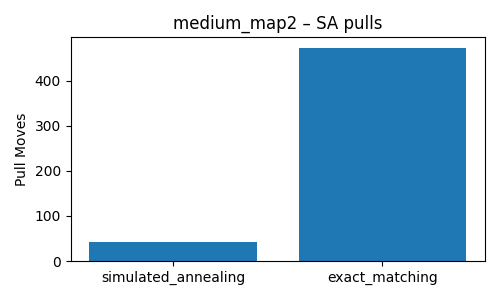 medium_map2 – SA pulls
Pull Moves
400
300
200
100
0
simulated_annealing
exact_matching